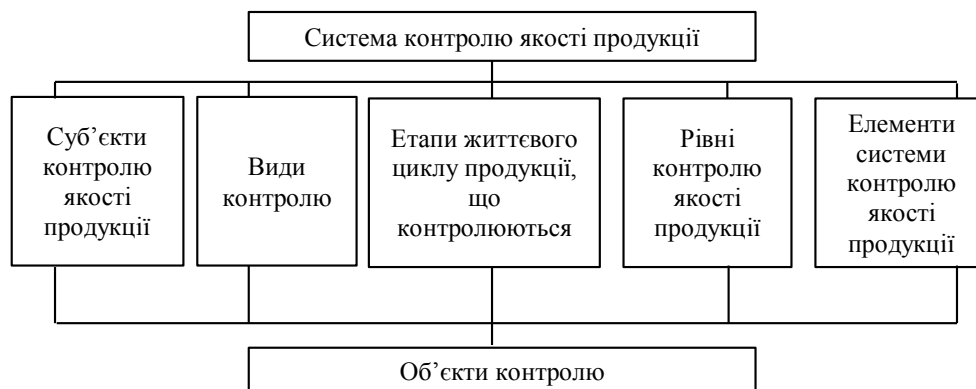 Система контролю якості продукції
Суб’єкти
контролю
якості
продукції
Види
контролю
Етапи життєвого
циклу продукції,
що
контролюються
Рівні
контролю
якості
продукції
Елементи
системи
контролю
якості
продукції
Об’єкти контролю